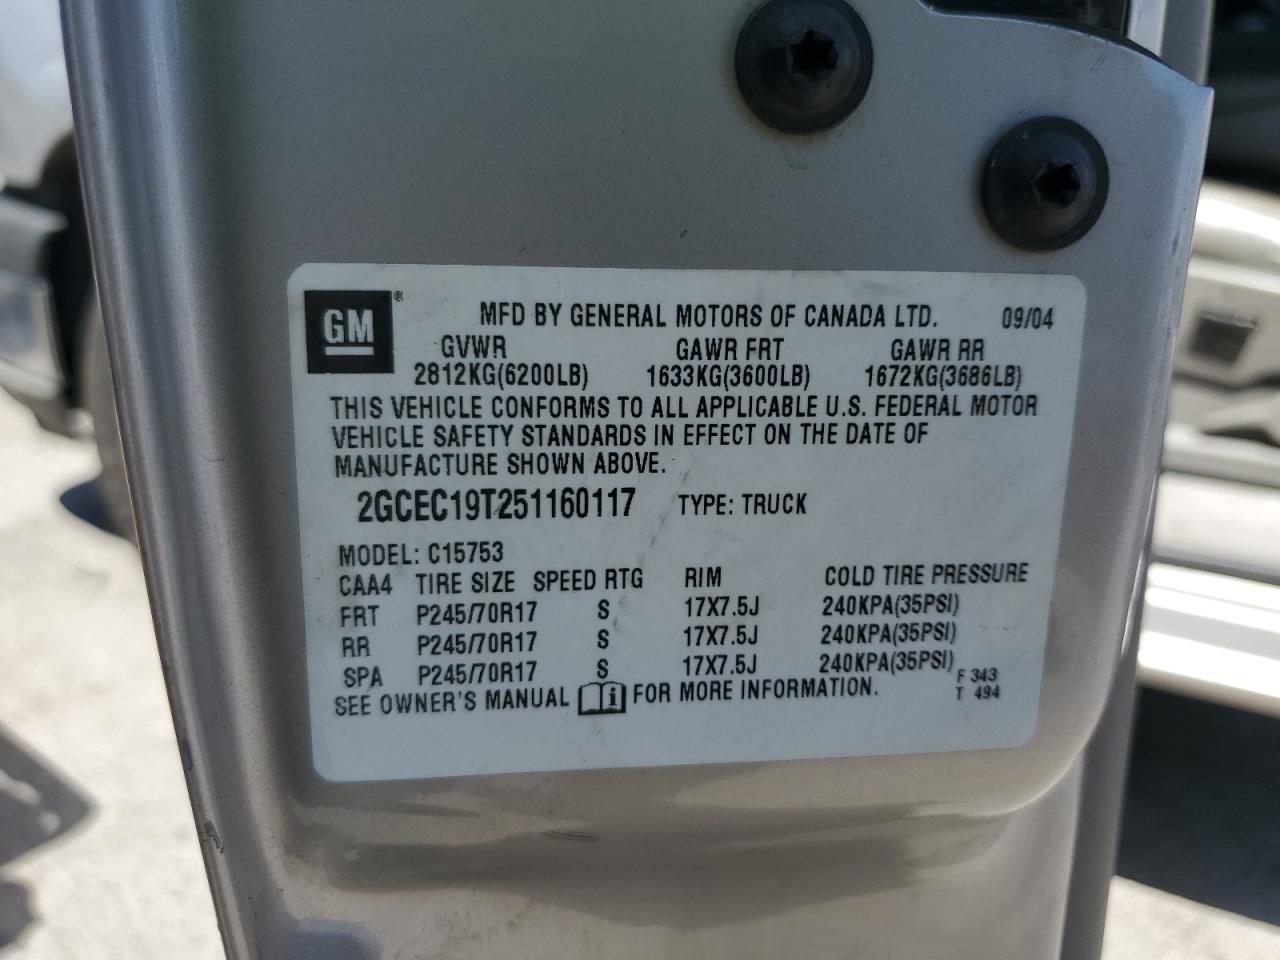 GM® MFD BY GENERAL MOTORS OF CANADA LTD. 09/04
GVWR GAWR FRT GAWR RR
2812KG(6200LB) 1633KG(3600LB) 1672KG(3686LB)
THIS VEHICLE CONFORMS TO ALL APPLICABLE U.S. FEDERAL MOTOR
VEHICLE SAFETY STANDARDS IN EFFECT ON THE DATE OF
MANUFACTURE SHOWN ABOVE.
2GCEC19T251160117 TYPE: TRUCK
MODEL: C15753
CAA4 TIRE SIZE SPEED RTG RIM COLD TIRE PRESSURE
FRT P245/70R17 S 17X7.5J 240KPA(35PSI)
RR P245/70R17 S 17X7.5J 240KPA(35PSI)
SPA P245/70R17 S 17X7.5J 240KPA(35PSI)
SEE OWNER'S MANUAL i FOR MORE INFORMATION.
F 343
T 494